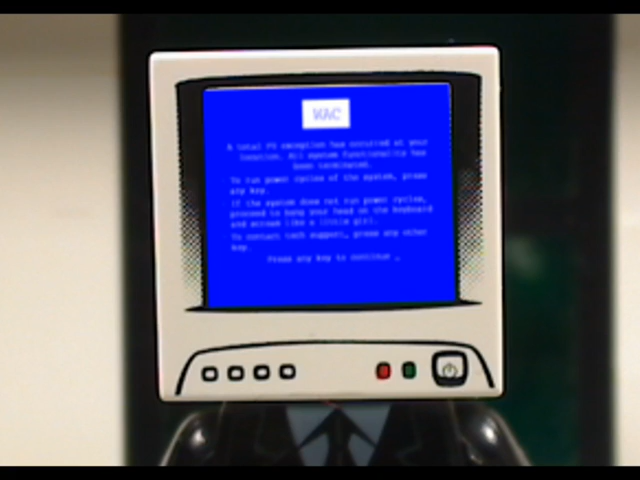 WAC
A total PS exception has occurred at your
location. All system functionality has
been terminated.
· To run power cycles of the system, press
any key.
· If the system does not run power cycles,
proceed to bang your head on the keyboard
and scream like a little girl.
To contact tech support, press any other
key.
Press any key to continue _